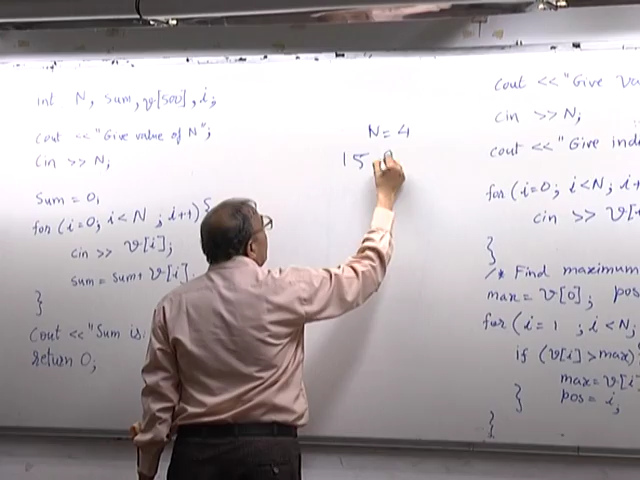 int N, sum, v[500], i;
cout << "Give value of N";
cin >> N;
sum = 0;
for (i=0; i<N ; i++) {
cin >> v[i];
sum = sum + v[i]
}
cout << "Sum is
return 0;
N = 4
15
cout << "Give va
cin >> N;
cout << "Give ind
for (i=0; i<N; i+
cin >> v[
}
/* Find maximum
max = v[0]; pos
for (i = 1 ; i<N;
if (v[i] > max)
max = v[i
pos = i;
}
}